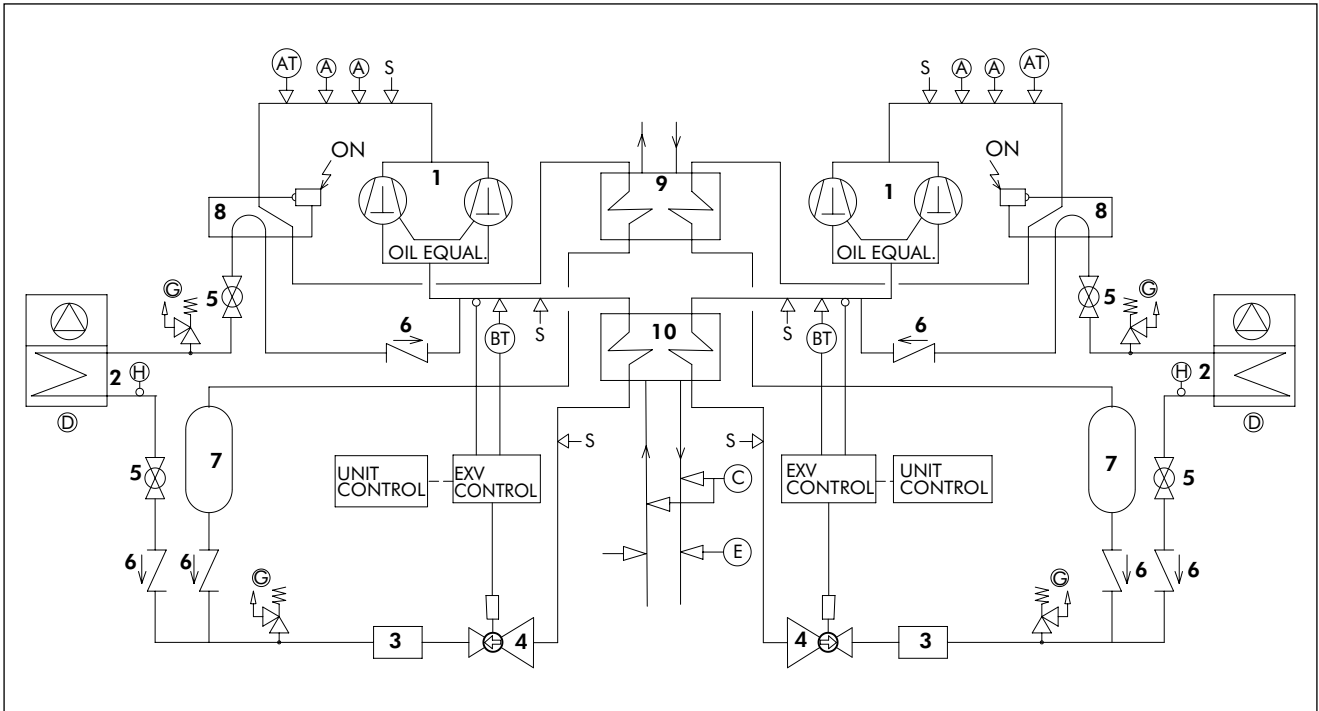 AT A A S
S A A AT
ON
1
9
1
ON
8
8
OIL EQUAL.
OIL EQUAL.
G
5
5
G
6
S
10
S
6
BT
BT
2
H
H
2
D
D
7
S
S
7
5
UNIT
CONTROL
EXV
CONTROL
C
EXV
CONTROL
UNIT
CONTROL
5
6
6
E
6
6
G
G
3
4
4
3